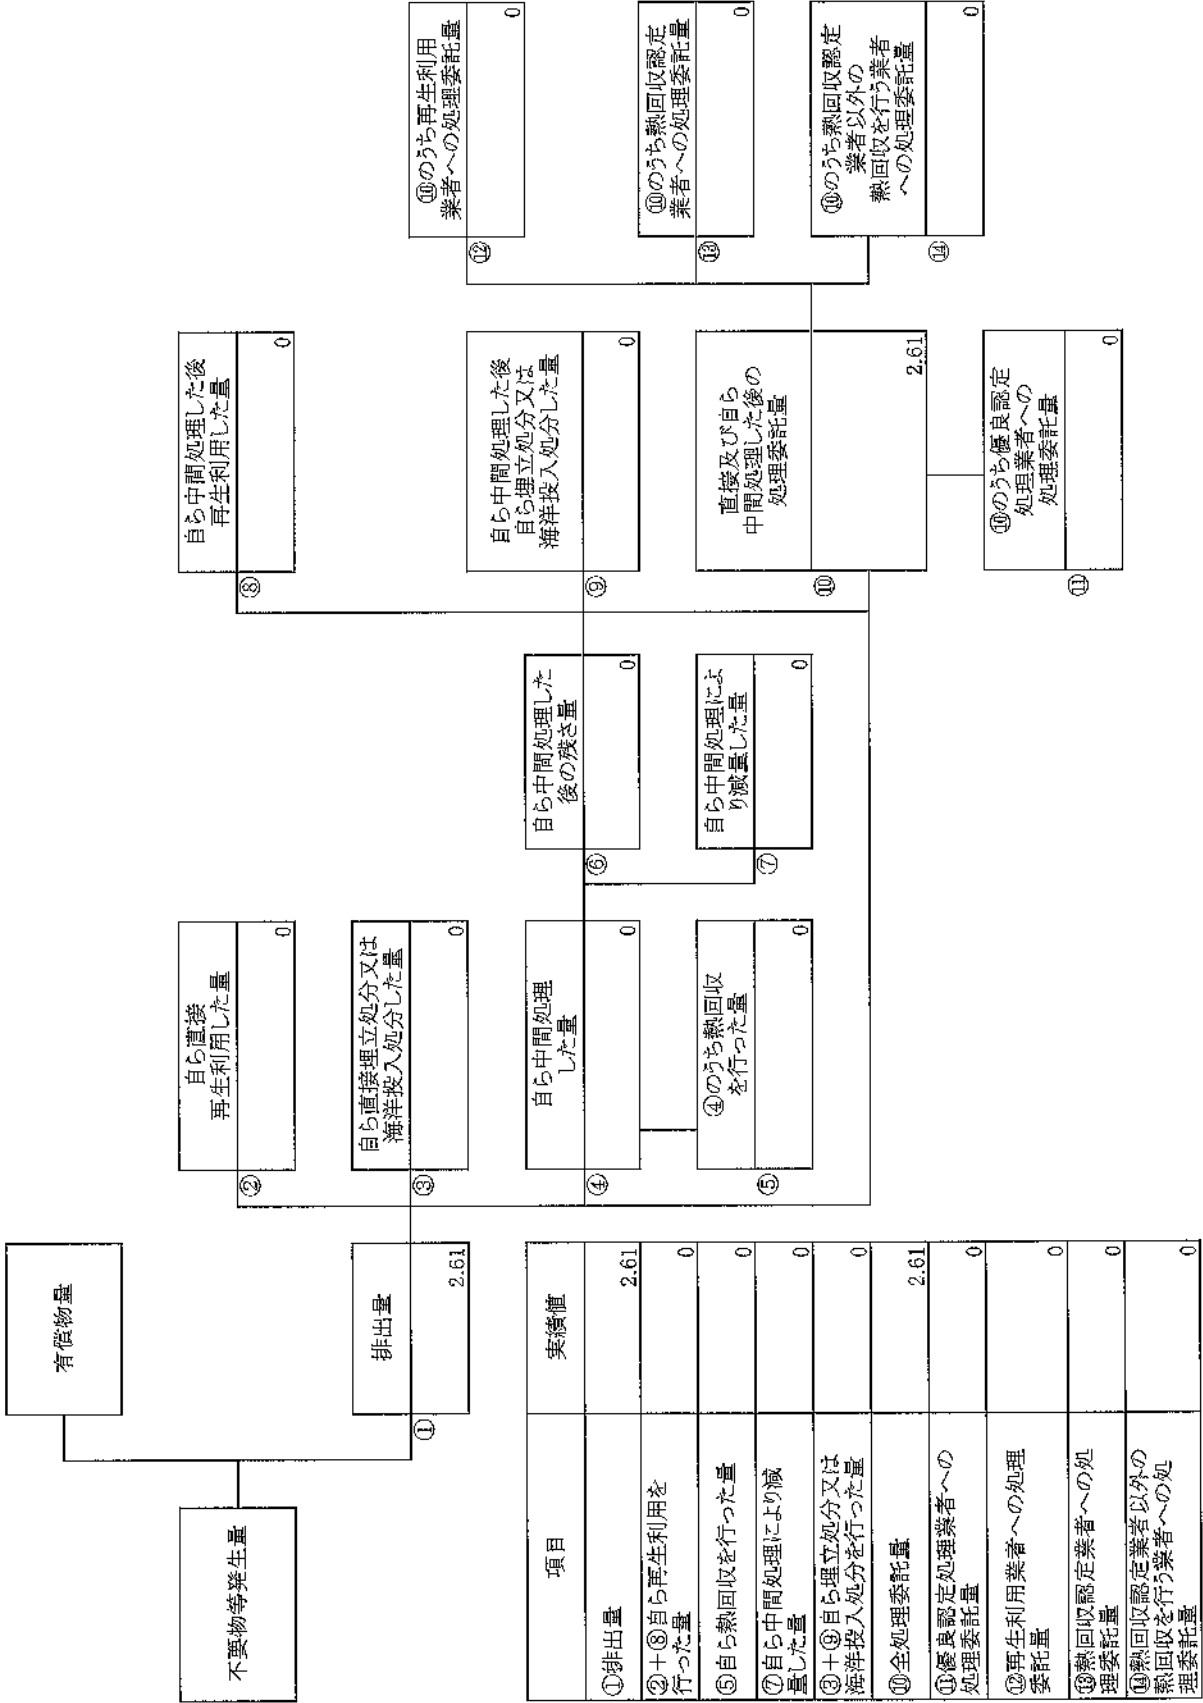 不要物等発生量
有償物量
①
排出量
2.61
②
自ら直接
再生利用した量
0
③
自ら直接埋立処分又は
海洋投入処分した量
0
④
自ら中間処理
した量
0
⑤
④のうち熱回収
を行った量
0
⑥
自ら中間処理した
後の残さ量
0
⑦
自ら中間処理によ
り減量した量
0
⑧
自ら中間処理した後
再生利用した量
0
⑨
自ら中間処理した後
自ら埋立処分又は
海洋投入処分した量
0
⑩
直接及び自ら
中間処理した後の
処理委託量
2.61
⑪
⑩のうち優良認定
処理業者への
処理委託量
0
⑫
⑩のうち再生利用
業者への処理委託量
0
⑬
⑩のうち熱回収認定
業者への処理委託量
0
⑭
⑩のうち熱回収認定
業者以外の
熱回収を行う業者
への処理委託量
0
項目 実績値
①排出量 2.61
②+⑧自ら再生利用を
行った量 0
⑤自ら熱回収を行った量 0
⑦自ら中間処理により減
量した量 0
③+⑨自ら埋立処分又は
海洋投入処分を行った量 0
⑩全処理委託量 2.61
⑪優良認定処理業者への
処理委託量 0
⑫再生利用業者への処理
委託量 0
⑬熱回収認定業者への処
理委託量 0
⑭熱回収認定業者以外の
熱回収を行う業者への処
理委託量 0